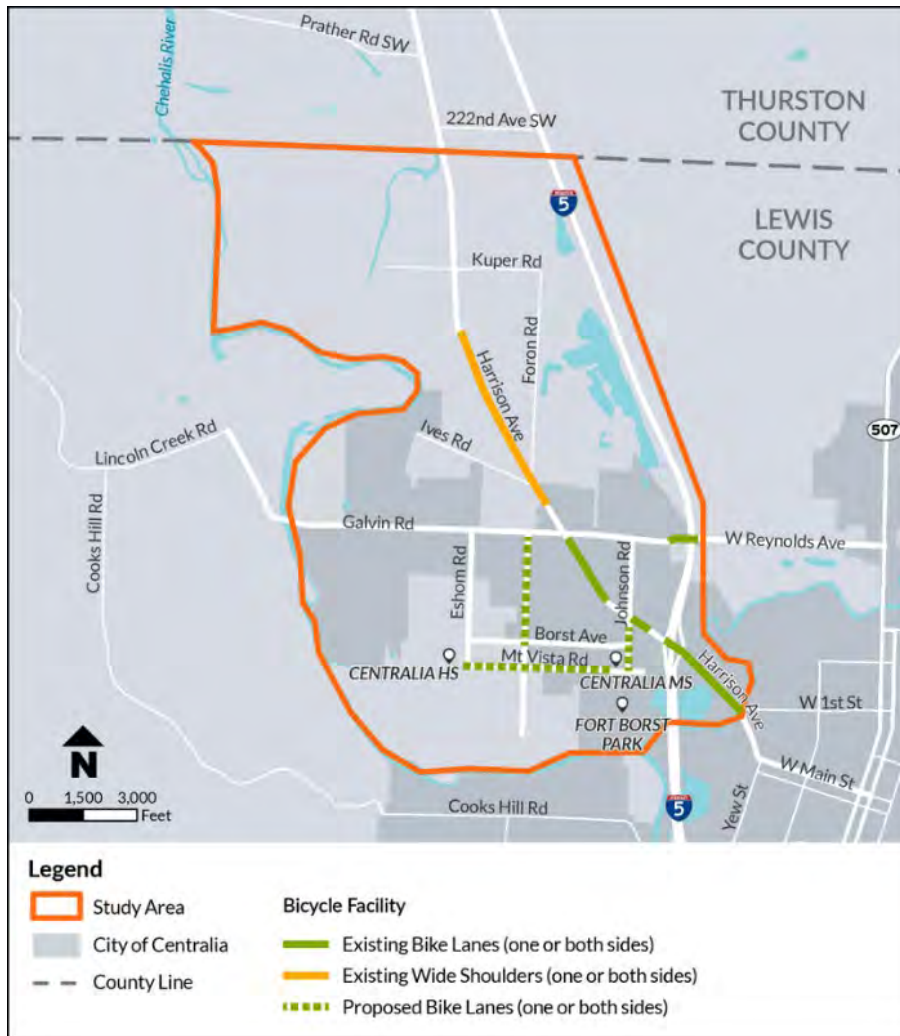 Prather Rd SW
Chehalis River
222nd Ave SW
THURSTON
COUNTY
5
LEWIS
COUNTY
Kuper Rd
Foron Rd
Harrison Ave
Ives Rd
Lincoln Creek Rd
507
Cooks Hill Rd
Galvin Rd
W Reynolds Ave
Eshom Rd
Johnson Rd
Borst Ave
Mt Vista Rd
CENTRALIA HS
CENTRALIA MS
Harrison Ave
FORT BORST
PARK
W 1st St
N
W Main St
Yew St
0 1,500 3,000
Feet
Cooks Hill Rd
5
Legend
Study Area
City of Centralia
County Line
Bicycle Facility
Existing Bike Lanes (one or both sides)
Existing Wide Shoulders (one or both sides)
Proposed Bike Lanes (one or both sides)